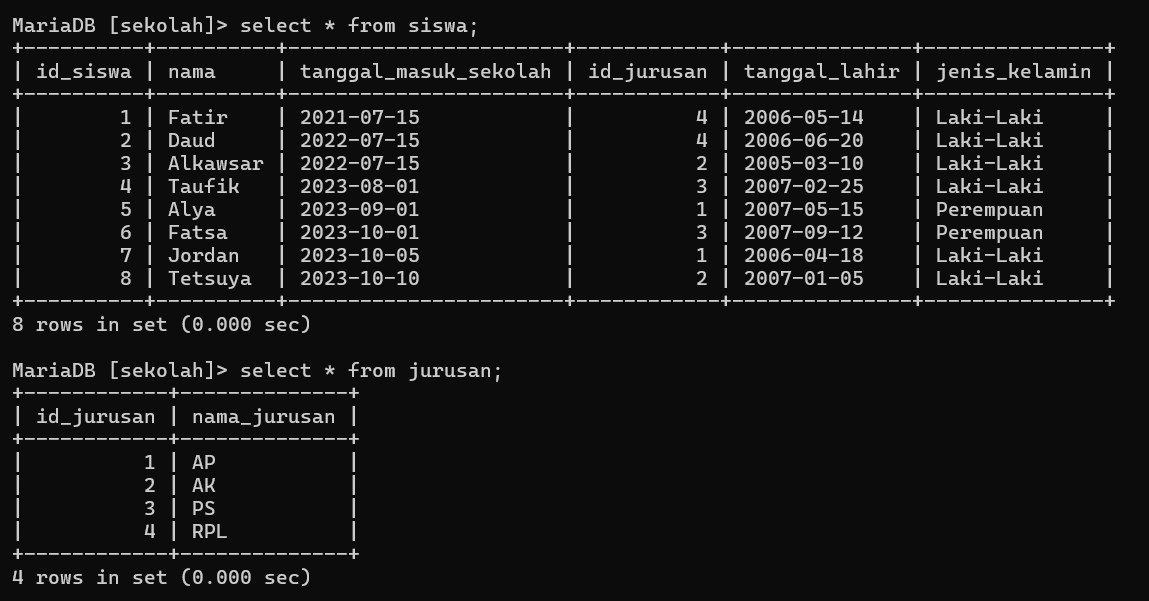 MariaDB [sekolah]> select * from siswa;
+----------+----------+-----------------------+------------+---------------+---------------+
| id_siswa | nama     | tanggal_masuk_sekolah | id_jurusan | tanggal_lahir | jenis_kelamin |
+----------+----------+-----------------------+------------+---------------+---------------+
|        1 | Fatir    | 2021-07-15            |          4 | 2006-05-14    | Laki-Laki     |
|        2 | Daud     | 2022-07-15            |          4 | 2006-06-20    | Laki-Laki     |
|        3 | Alkawsar | 2022-07-15            |          2 | 2005-03-10    | Laki-Laki     |
|        4 | Taufik   | 2023-08-01            |          3 | 2007-02-25    | Laki-Laki     |
|        5 | Alya     | 2023-09-01            |          1 | 2007-05-15    | Perempuan     |
|        6 | Fatsa    | 2023-10-01            |          3 | 2007-09-12    | Perempuan     |
|        7 | Jordan   | 2023-10-05            |          1 | 2006-04-18    | Laki-Laki     |
|        8 | Tetsuya  | 2023-10-10            |          2 | 2007-01-05    | Laki-Laki     |
+----------+----------+-----------------------+------------+---------------+---------------+
8 rows in set (0.000 sec)

MariaDB [sekolah]> select * from jurusan;
+------------+--------------+
| id_jurusan | nama_jurusan |
+------------+--------------+
|          1 | AP           |
|          2 | AK           |
|          3 | PS           |
|          4 | RPL          |
+------------+--------------+
4 rows in set (0.000 sec)